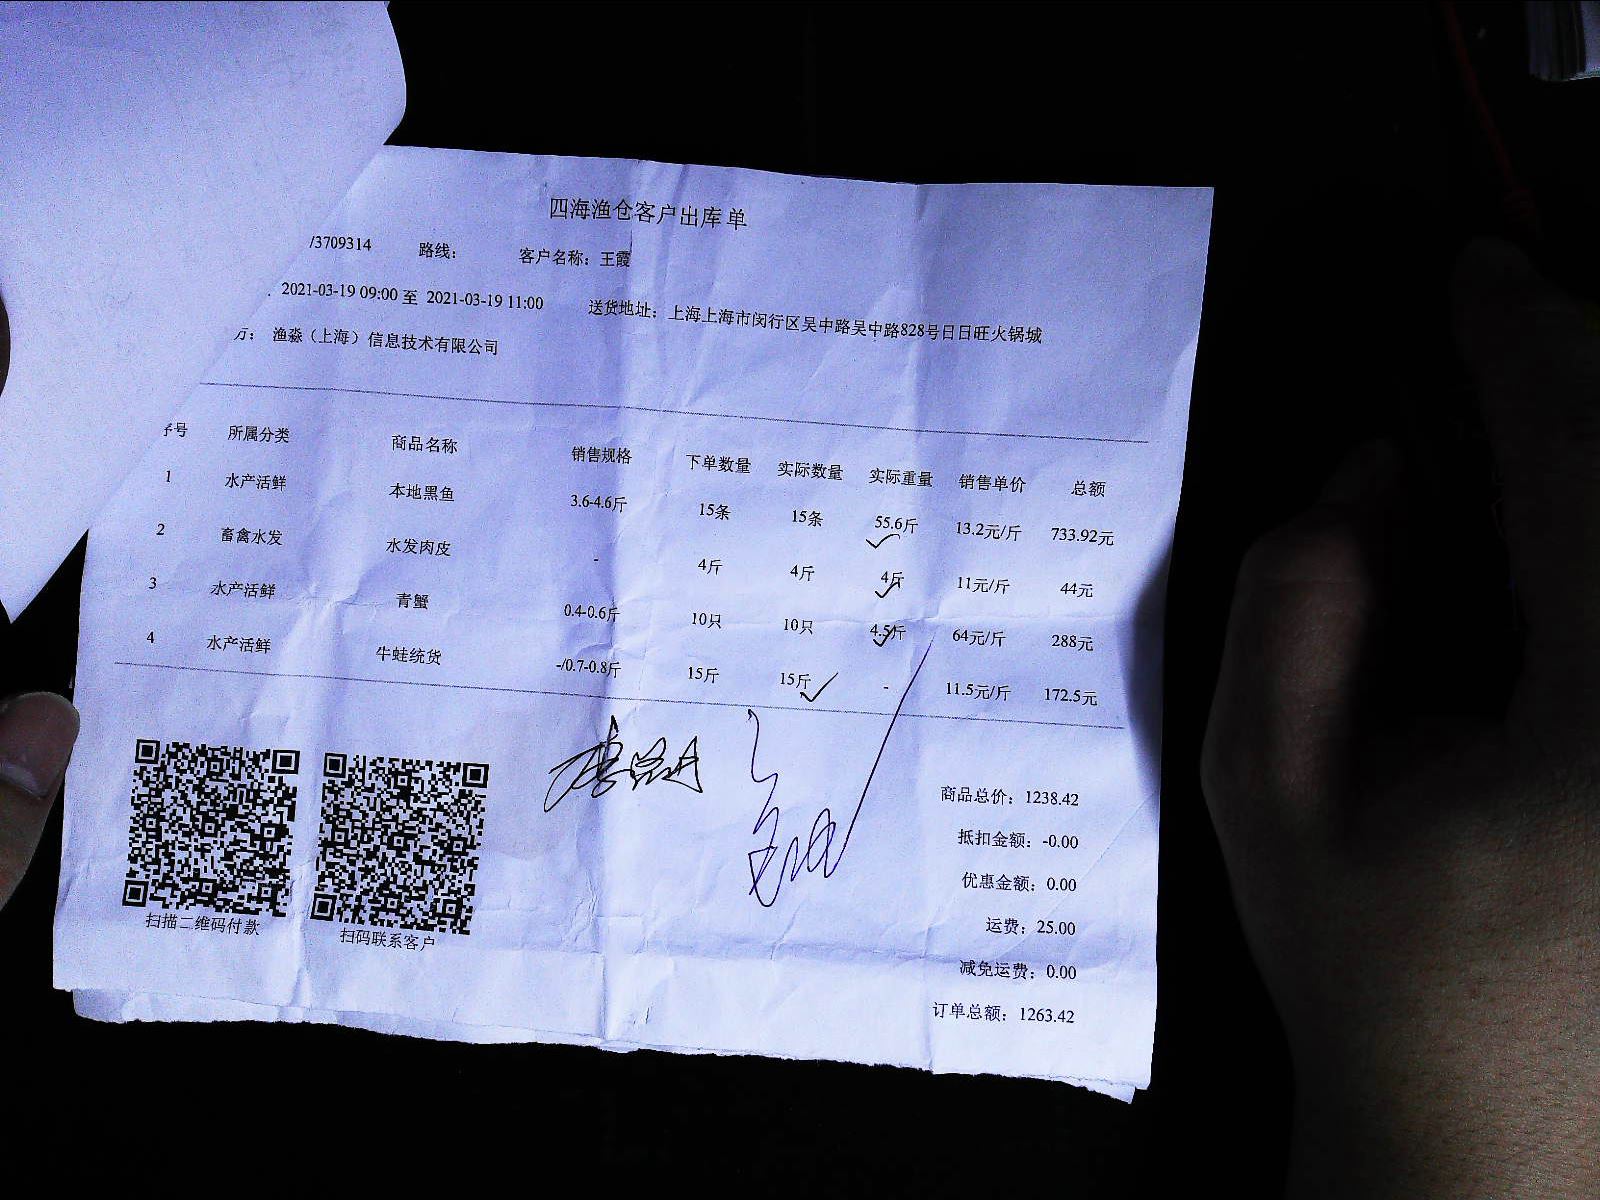 四海渔仓客户出库单
/3709314 路线： 客户名称：王霞
2021-03-19 09:00 至 2021-03-19 11:00 送货地址：上海上海市闵行区吴中路吴中路828号日日旺火锅城
方： 渔淼（上海）信息技术有限公司
序号 所属分类 商品名称 销售规格 下单数量 实际数量 实际重量 销售单价 总额
1 水产活鲜 本地黑鱼 3.6-4.6斤 15条 15条 55.6斤 13.2元/斤 733.92元
2 畜禽水发 水发肉皮 - 4斤 4斤 4斤 11元/斤 44元
3 水产活鲜 青蟹 0.4-0.6斤 10只 10只 4.5斤 64元/斤 288元
4 水产活鲜 牛蛙统货 -/0.7-0.8斤 15斤 15斤 - 11.5元/斤 172.5元
商品总价：1238.42
抵扣金额：-0.00
优惠金额：0.00
运费：25.00
减免运费：0.00
订单总额：1263.42
扫描二维码付款
扫码联系客户